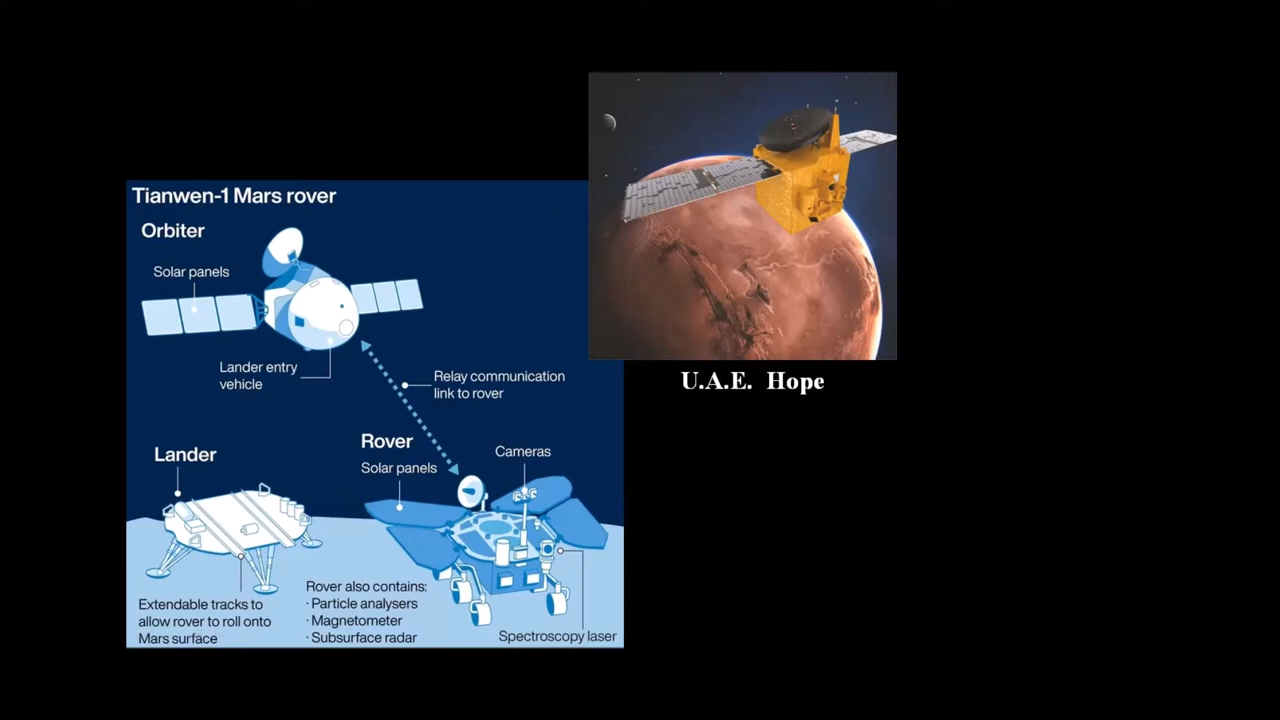 Tianwen-1 Mars rover
Orbiter
Solar panels
Lander entry
vehicle
Relay communication
link to rover
Lander
Rover
Solar panels
Cameras
Extendable tracks to
allow rover to roll onto
Mars surface
Rover also contains:
· Particle analysers
· Magnetometer
· Subsurface radar
Spectroscopy laser
U.A.E. Hope